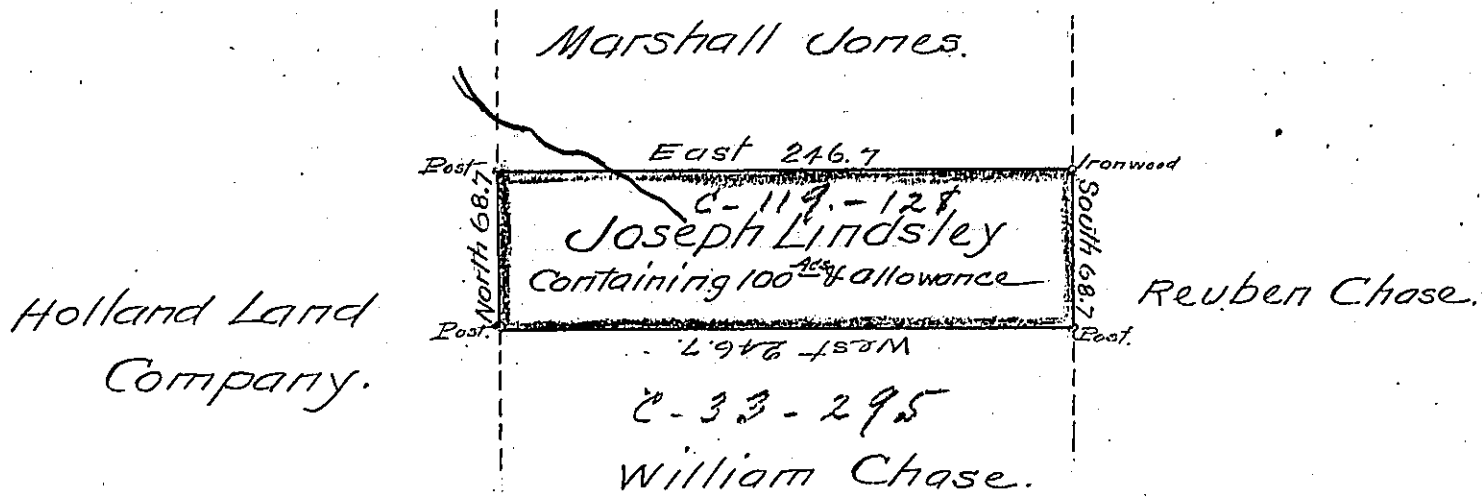 Marshall Jones.
Post
East 246.7
Ironwood
North 68.7
C-119.-128
Joseph Lindsley
Containing 100 Acs & allowance
South 68.7
Holland Land
Company.
Reuben Chase.
Post.
West 246.7.
Post.
C-33-295
William Chase.